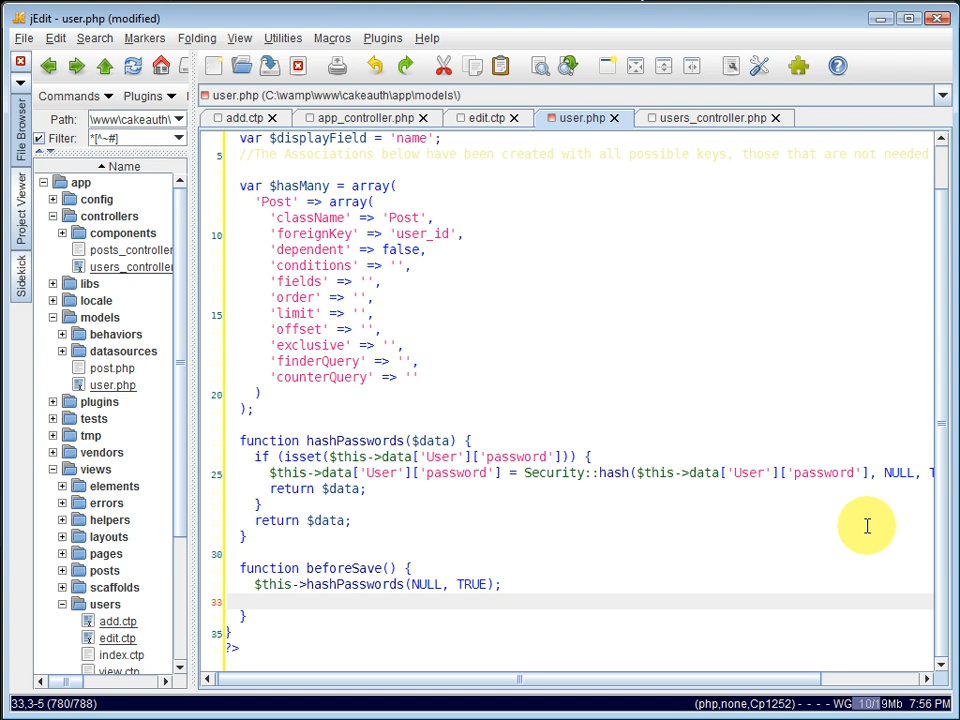 jEdit - user.php (modified)
File Edit Search Markers Folding View Utilities Macros Plugins Help
Commands Plugins
Path: \www\cakeauth\
Filter: *[^~#]
Name
app
config
controllers
components
posts_controller
users_controller
libs
locale
models
behaviors
datasources
post.php
user.php
plugins
tests
tmp
vendors
views
elements
errors
helpers
layouts
pages
posts
scaffolds
users
add.ctp
edit.ctp
index.ctp
view.ctp
File Browser
Project Viewer
Sidekick
user.php (C:\wamp\www\cakeauth\app\models\)
add.ctp app_controller.php edit.ctp user.php users_controller.php
var $displayField = 'name';
5 //The Associations below have been created with all possible keys, those that are not needed
var $hasMany = array(
'Post' => array(
'className' => 'Post',
10 'foreignKey' => 'user_id',
'dependent' => false,
'conditions' => '',
'fields' => '',
'order' => '',
15 'limit' => '',
'offset' => '',
'exclusive' => '',
'finderQuery' => '',
'counterQuery' => ''
20 )
);
function hashPasswords($data) {
if (isset($this->data['User']['password'])) {
25 $this->data['User']['password'] = Security::hash($this->data['User']['password'], NULL, T
return $data;
}
return $data;
}
30
function beforeSave() {
$this->hashPasswords(NULL, TRUE);
33
}
35 }
?>
33,3-5 (780/788) (php,none,Cp1252) - - - - WG 10/19Mb 7:56 PM